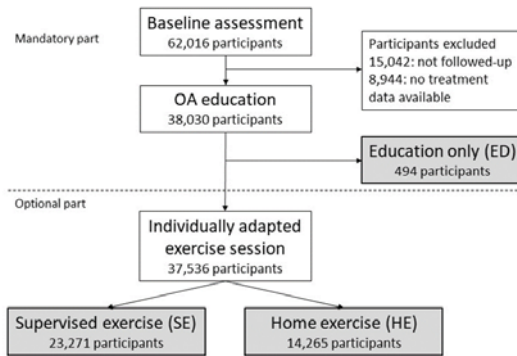 Mandatory part
Baseline assessment
62,016 participants
Participants excluded
15,042: not followed-up
8,944: no treatment
data available
OA education
38,030 participants
Education only (ED)
494 participants
Optional part
Individually adapted
exercise session
37,536 participants
Supervised exercise (SE)
23,271 participants
Home exercise (HE)
14,265 participants